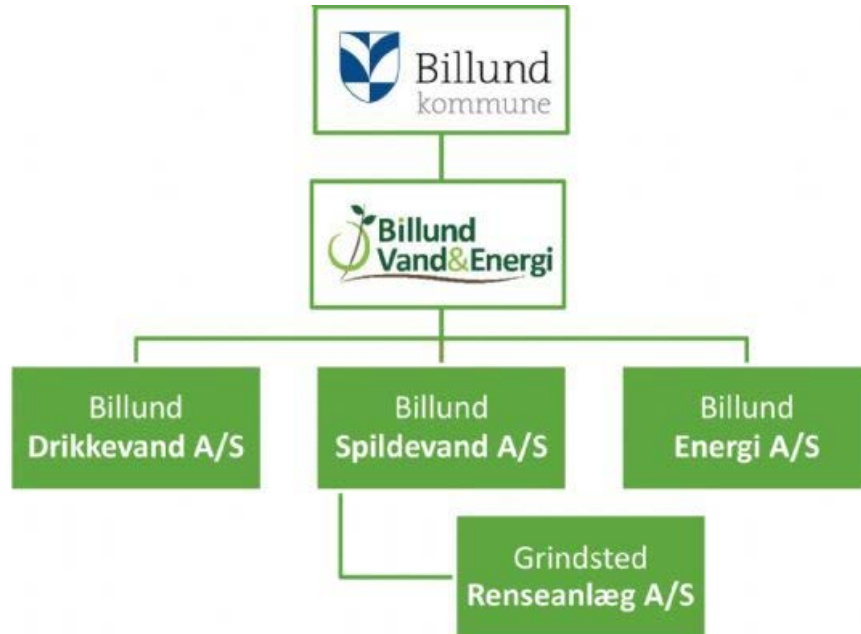 Billund
kommune
Billund
Vand&Energi
Billund
Drikkevand A/S
Billund
Spildevand A/S
Billund
Energi A/S
Grindsted
Renseanlæg A/S